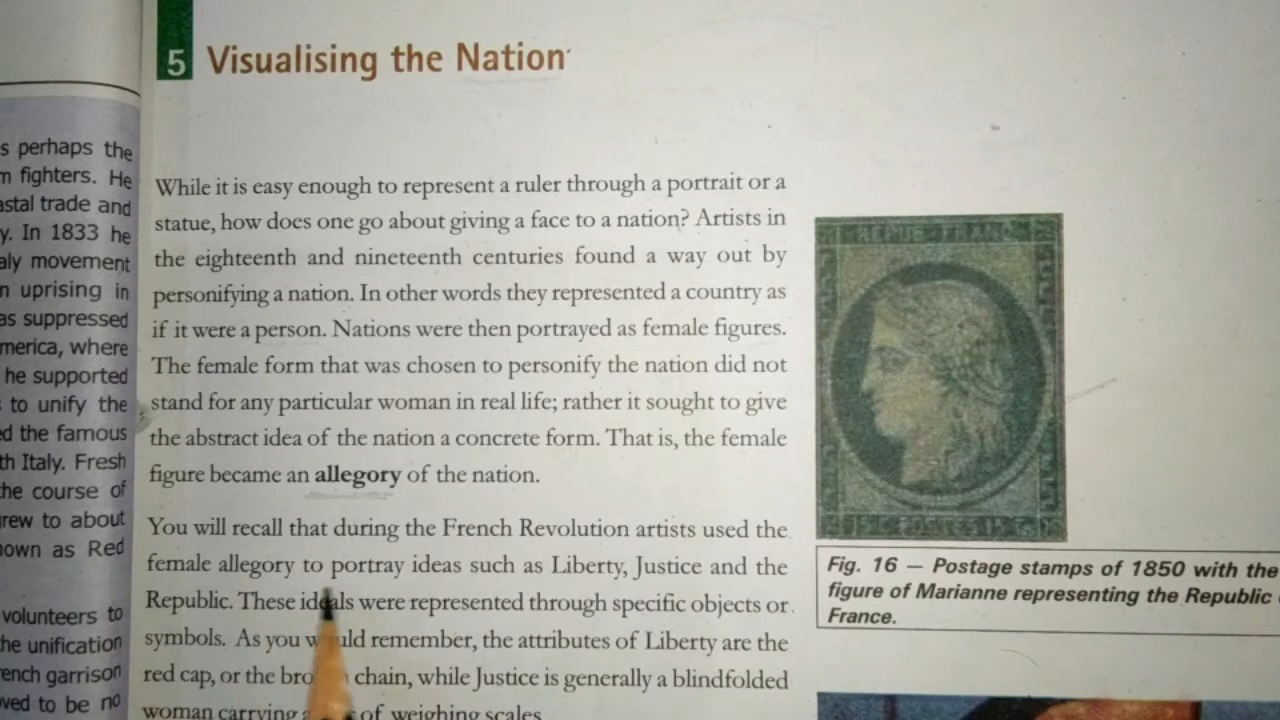 s perhaps the
m fighters. He
astal trade and
y. In 1833 he
aly movement
n uprising in
as suppressed
merica, where
he supported
to unify the
ed the famous
th Italy. Fresh
the course of
rew to about
nown as Red
volunteers to
he unification
ench garrison
ved to be no
5 Visualising the Nation
While it is easy enough to represent a ruler through a portrait or a
statue, how does one go about giving a face to a nation? Artists in
the eighteenth and nineteenth centuries found a way out by
personifying a nation. In other words they represented a country as
if it were a person. Nations were then portrayed as female figures.
The female form that was chosen to personify the nation did not
stand for any particular woman in real life; rather it sought to give
the abstract idea of the nation a concrete form. That is, the female
figure became an allegory of the nation.
You will recall that during the French Revolution artists used the
female allegory to portray ideas such as Liberty, Justice and the
Republic. These ideals were represented through specific objects or
symbols. As you would remember, the attributes of Liberty are the
red cap, or the bro chain, while Justice is generally a blindfolded
woman carrying a of weighing scales
REPUB FRANC
Fig. 16 — Postage stamps of 1850 with the
figure of Marianne representing the Republic
France.